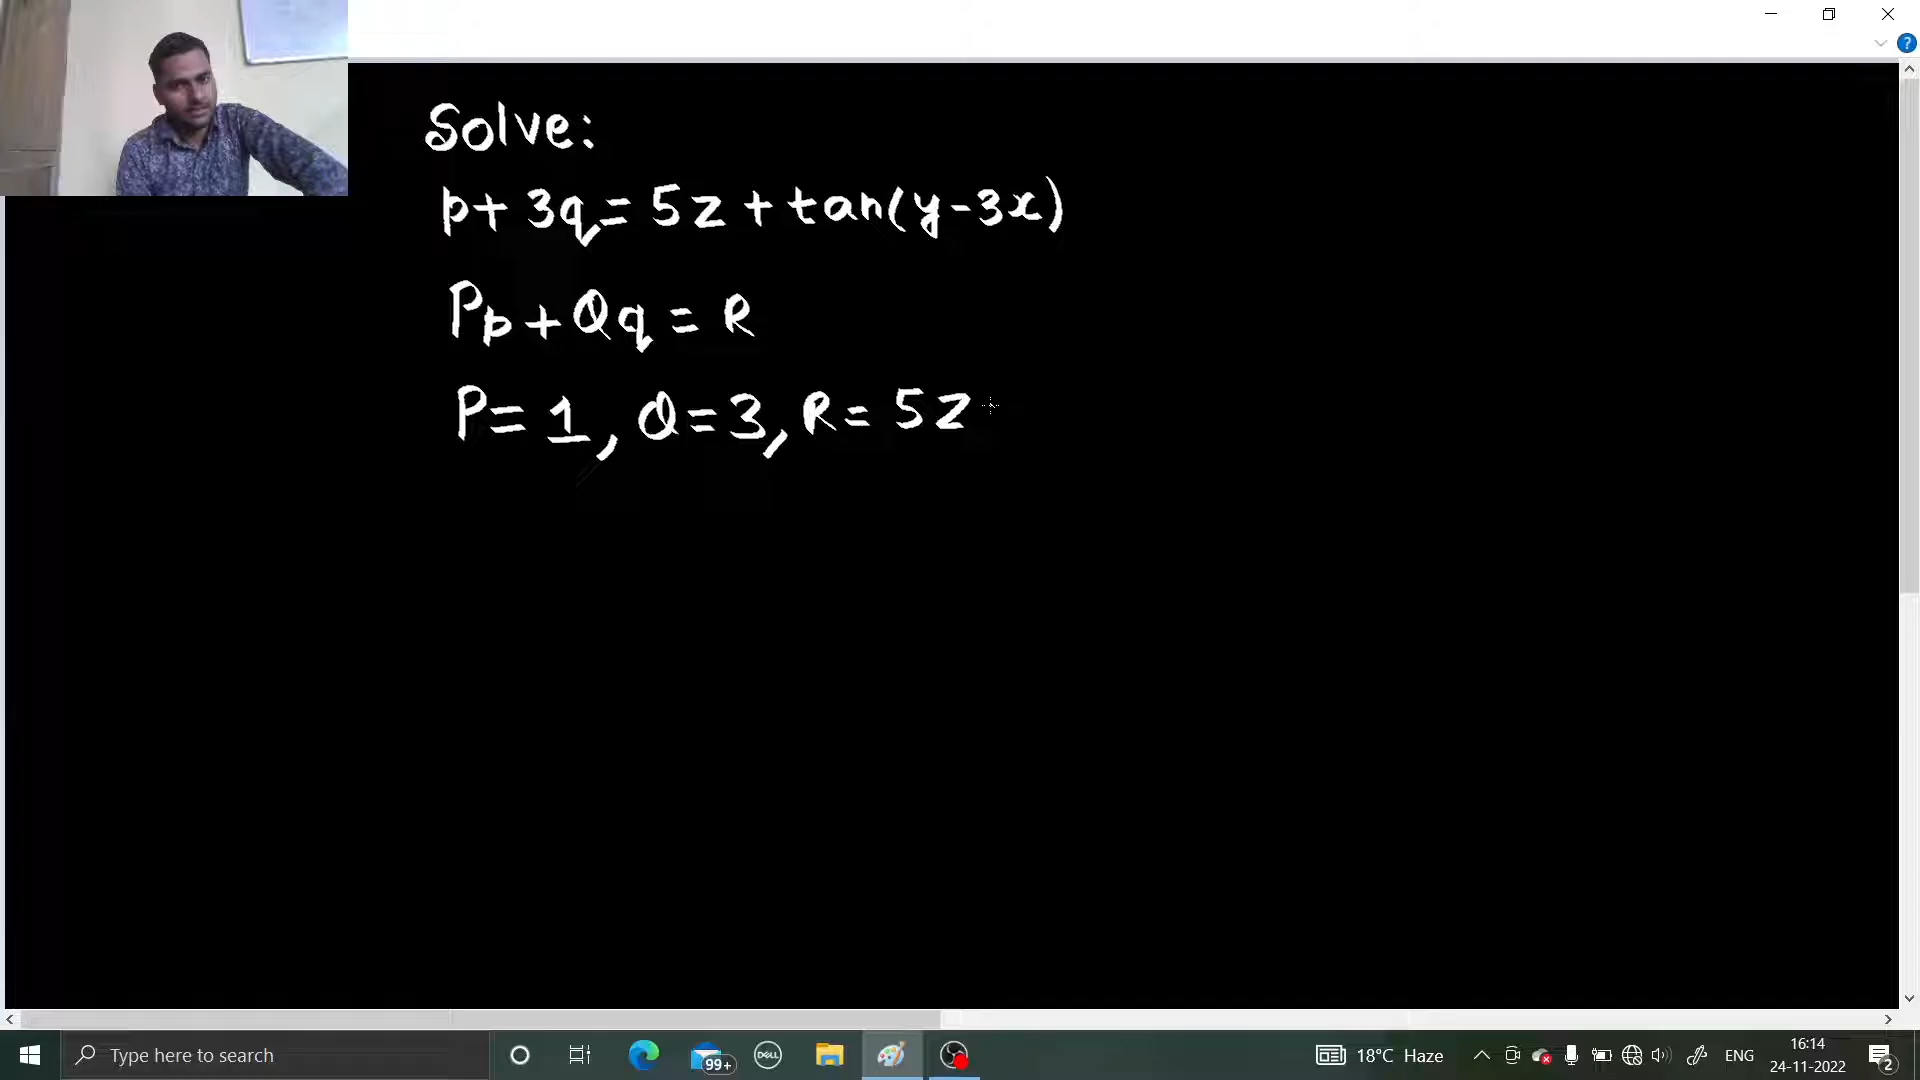 Solve:
p + 3q = 5z + tan(y-3x)
Pp + Qq = R
P = 1, Q = 3, R = 5z
Type here to search
DELL
99+
18°C Haze
ENG
16:14
24-11-2022
2
?